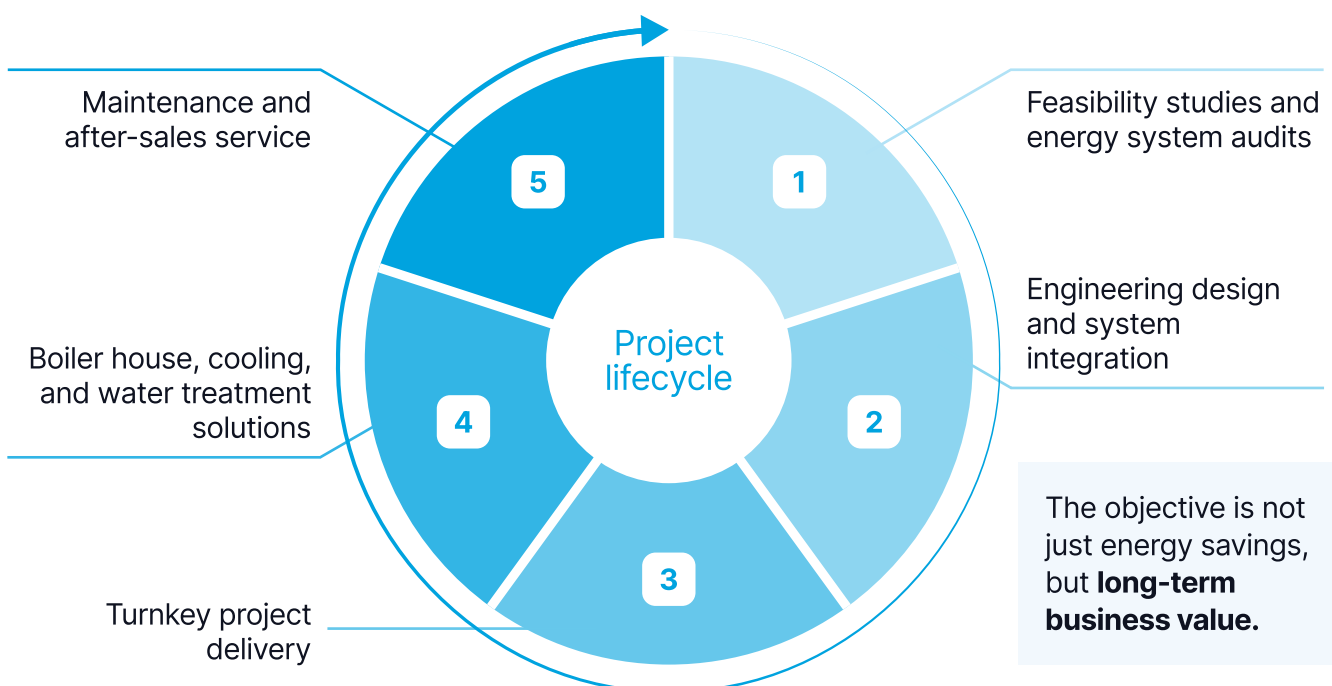 Project
lifecycle
1
Feasibility studies and
energy system audits
2
Engineering design
and system
integration
3
Turnkey project
delivery
4
Boiler house, cooling,
and water treatment
solutions
5
Maintenance and
after-sales service
The objective is not
just energy savings,
but long-term
business value.